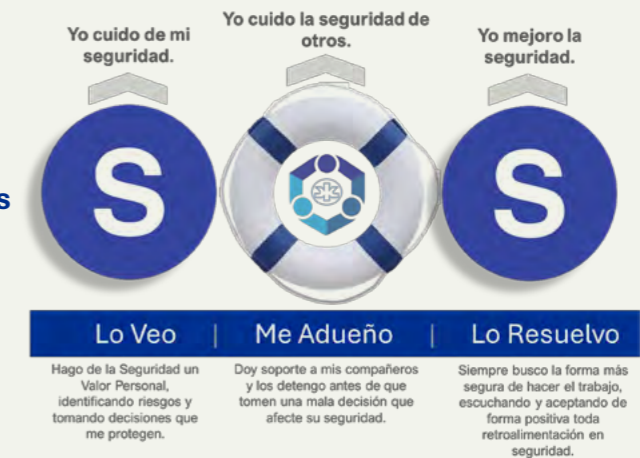 Yo cuido de mi
seguridad.
Yo cuido la seguridad de
otros.
Yo mejoro la
seguridad.
S
S
s
Lo Veo | Me Adueño | Lo Resuelvo
Hago de la Seguridad un
Valor Personal,
identificando riesgos y
tomando decisiones que
me protegen.
Doy soporte a mis compañeros
y los detengo antes de que
tomen una mala decisión que
afecte su seguridad.
Siempre busco la forma más
segura de hacer el trabajo,
escuchando y aceptando de
forma positiva toda
retroalimentación en
seguridad.